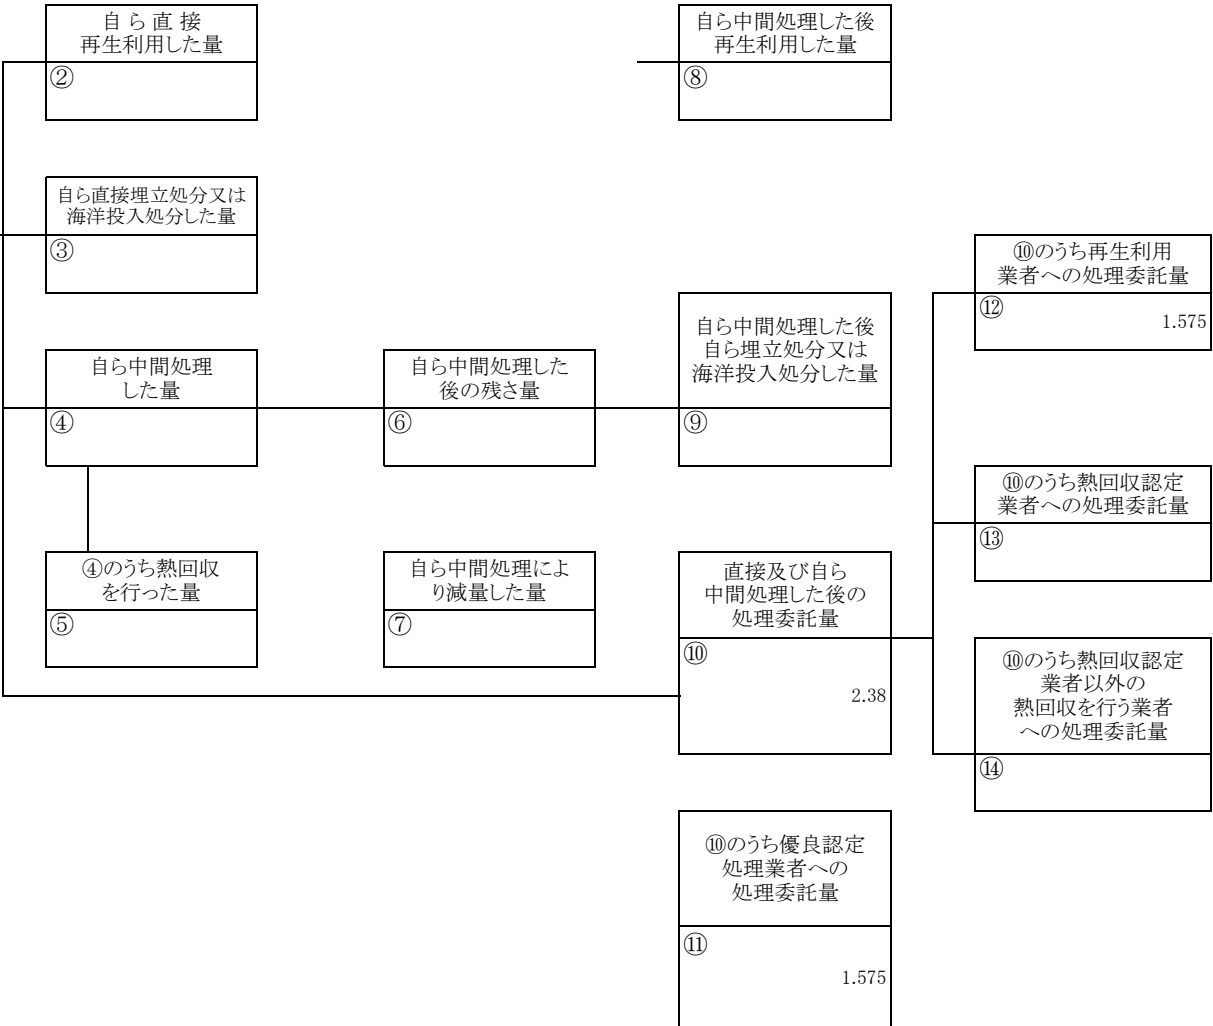 自 ら 直 接
再生利用した量
②
自ら中間処理した後
再生利用した量
⑧
自ら直接埋立処分又は
海洋投入処分した量
③
⑩のうち再生利用
業者への処理委託量
⑫
1.575
自ら中間処理
した量
④
自ら中間処理した
後の残さ量
⑥
自ら中間処理した後
自ら埋立処分又は
海洋投入処分した量
⑨
⑩のうち熱回収認定
業者への処理委託量
⑬
④のうち熱回収
を行った量
⑤
自ら中間処理によ
り減量した量
⑦
直接及び自ら
中間処理した後の
処理委託量
⑩
2.38
⑩のうち熱回収認定
業者以外の
熱回収を行う業者
への処理委託量
⑭
⑩のうち優良認定
処理業者への
処理委託量
⑪
1.575